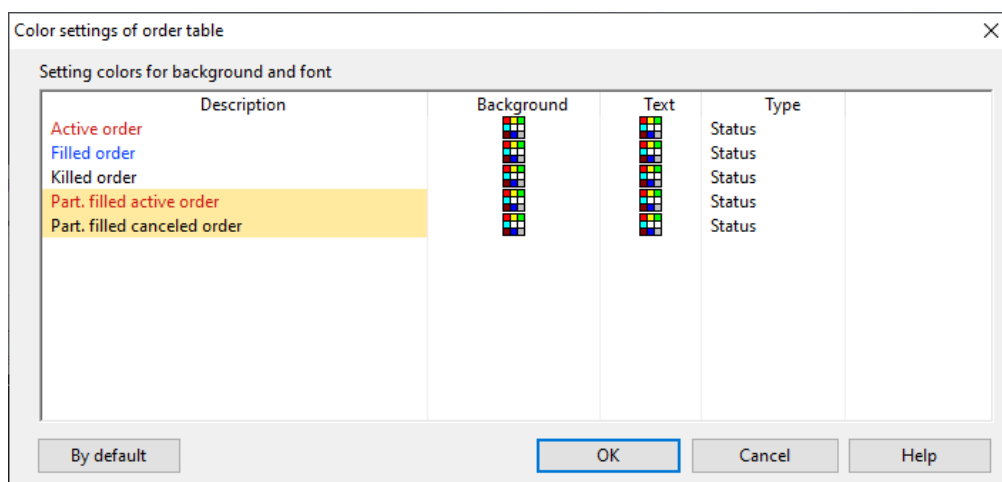 Color settings of order table
Setting colors for background and font
Description Background Text Type
Active order Status
Filled order Status
Killed order Status
Part. filled active order Status
Part. filled canceled order Status
By default OK Cancel Help